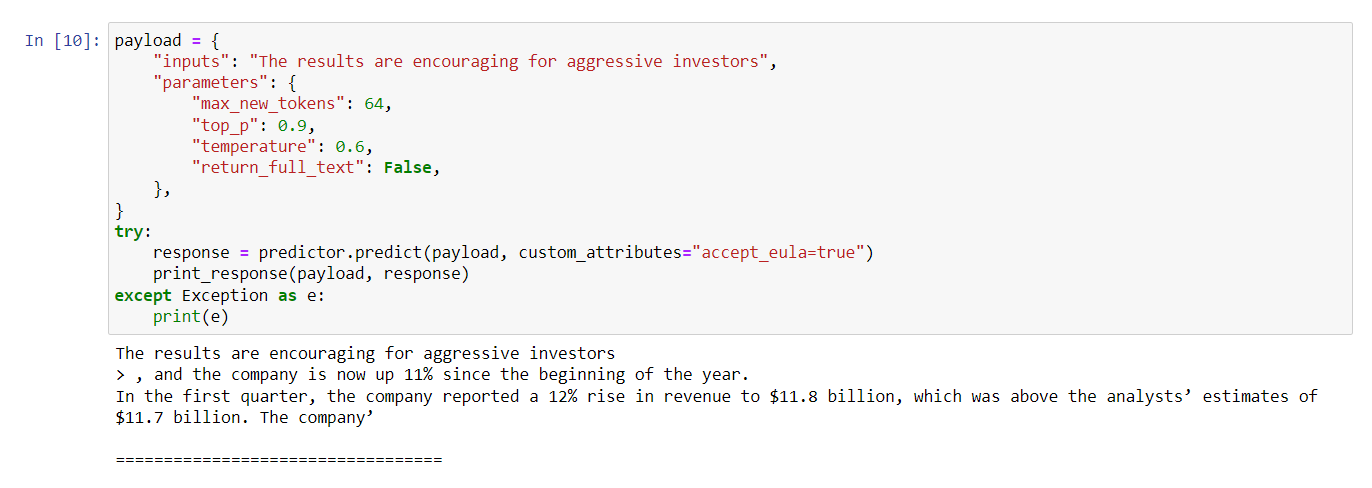 In [10]: payload = {
    "inputs": "The results are encouraging for aggressive investors",
    "parameters": {
        "max_new_tokens": 64,
        "top_p": 0.9,
        "temperature": 0.6,
        "return_full_text": False,
    },
}
try:
    response = predictor.predict(payload, custom_attributes="accept_eula=true")
    print_response(payload, response)
except Exception as e:
    print(e)
The results are encouraging for aggressive investors
> , and the company is now up 11% since the beginning of the year.
In the first quarter, the company reported a 12% rise in revenue to $11.8 billion, which was above the analysts’ estimates of
$11.7 billion. The company’
==================================